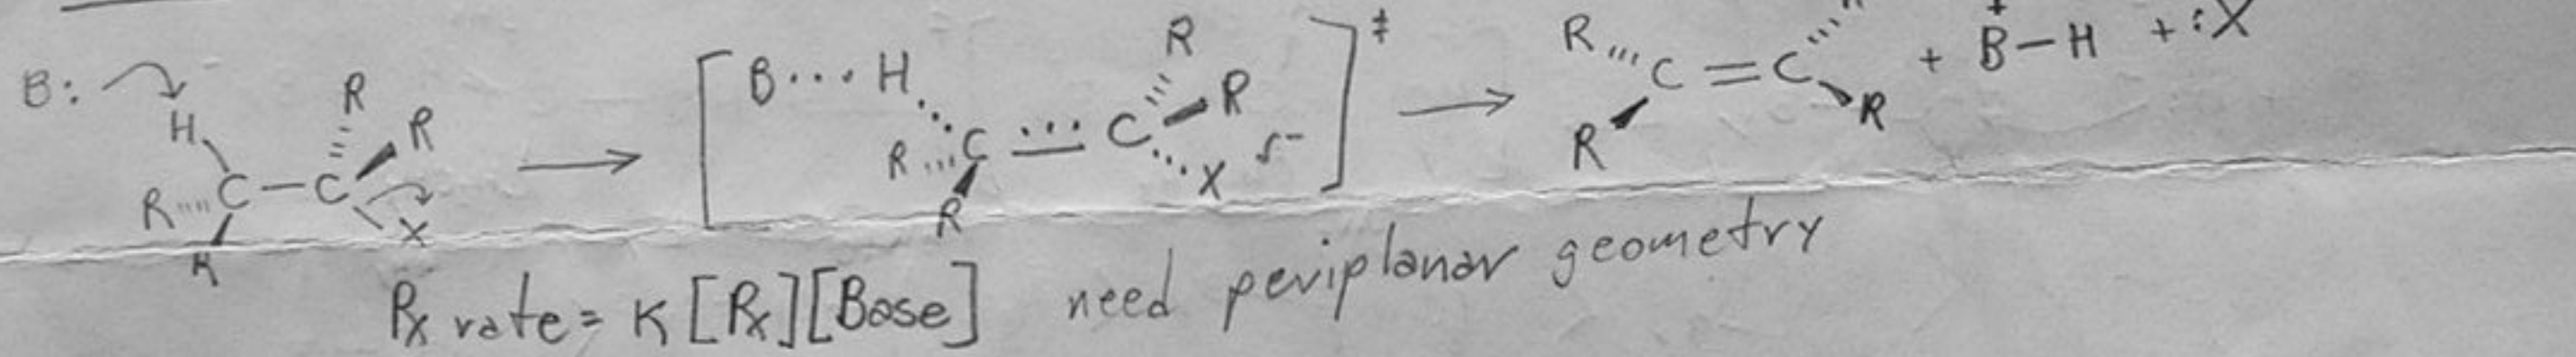 B: H R R R C — C R X → [ B ··· H R C ⋯ C R R R X δ- ]‡ → R R C = C R + B⁺—H + :X
Rx rate = K [Rx][Base] need periplanar geometry